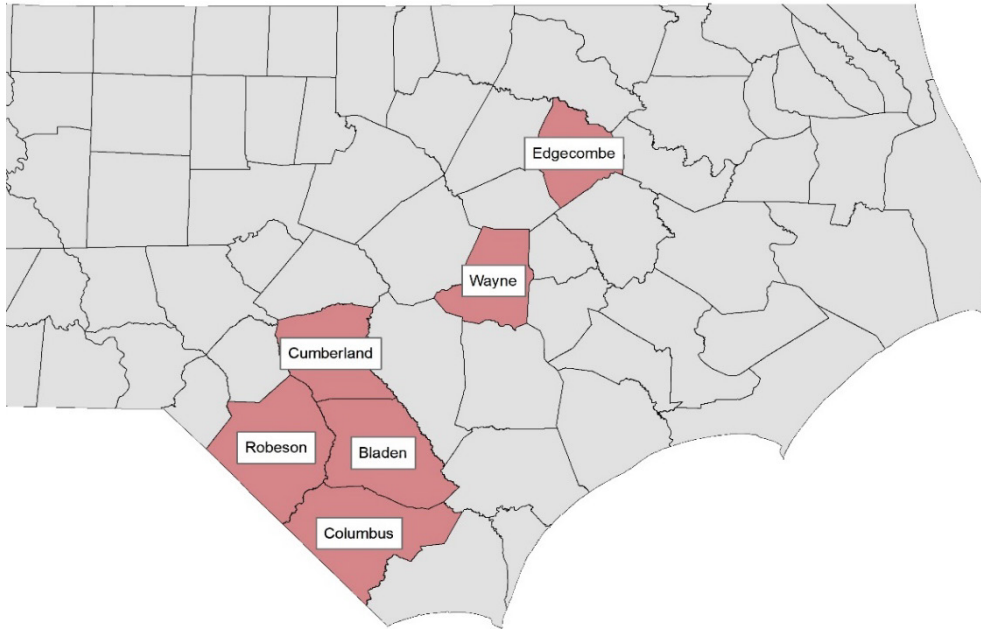 Edgecombe
Wayne
Cumberland
Robeson
Bladen
Columbus